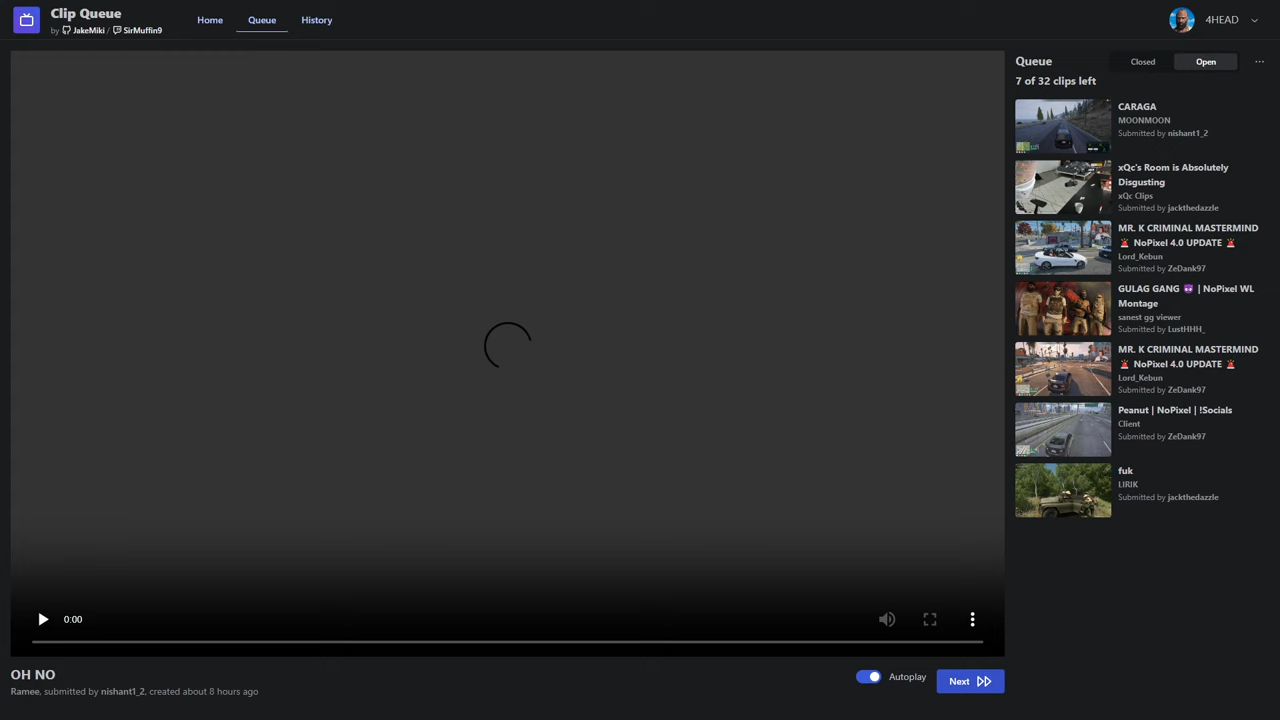 Clip Queue
by JakeMiki / SirMuffin9
Home
Queue
History
4HEAD
Queue
Closed
Open
7 of 32 clips left
CARAGA
MOONMOON
Submitted by nishant1_2
xQc's Room is Absolutely
Disgusting
xQc Clips
Submitted by jackthedazzle
MR. K CRIMINAL MASTERMIND
🚨 NoPixel 4.0 UPDATE 🚨
Lord_Kebun
Submitted by ZeDank97
GULAG GANG 😈 | NoPixel WL
Montage
sanest gg viewer
Submitted by LustHHH_
MR. K CRIMINAL MASTERMIND
🚨 NoPixel 4.0 UPDATE 🚨
Lord_Kebun
Submitted by ZeDank97
Peanut | NoPixel | !Socials
Client
Submitted by ZeDank97
fuk
LIRIK
Submitted by jackthedazzle
0:00
OH NO
Ramee, submitted by nishant1_2, created about 8 hours ago
Autoplay
Next